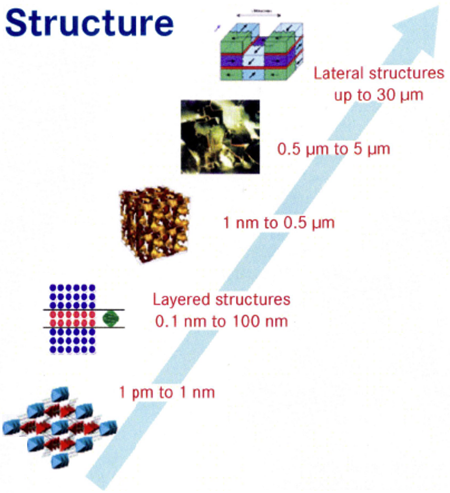 Structure
Lateral structures
up to 30 µm
0.5 µm to 5 µm
1 nm to 0.5 µm
Layered structures
0.1 nm to 100 nm
1 pm to 1 nm